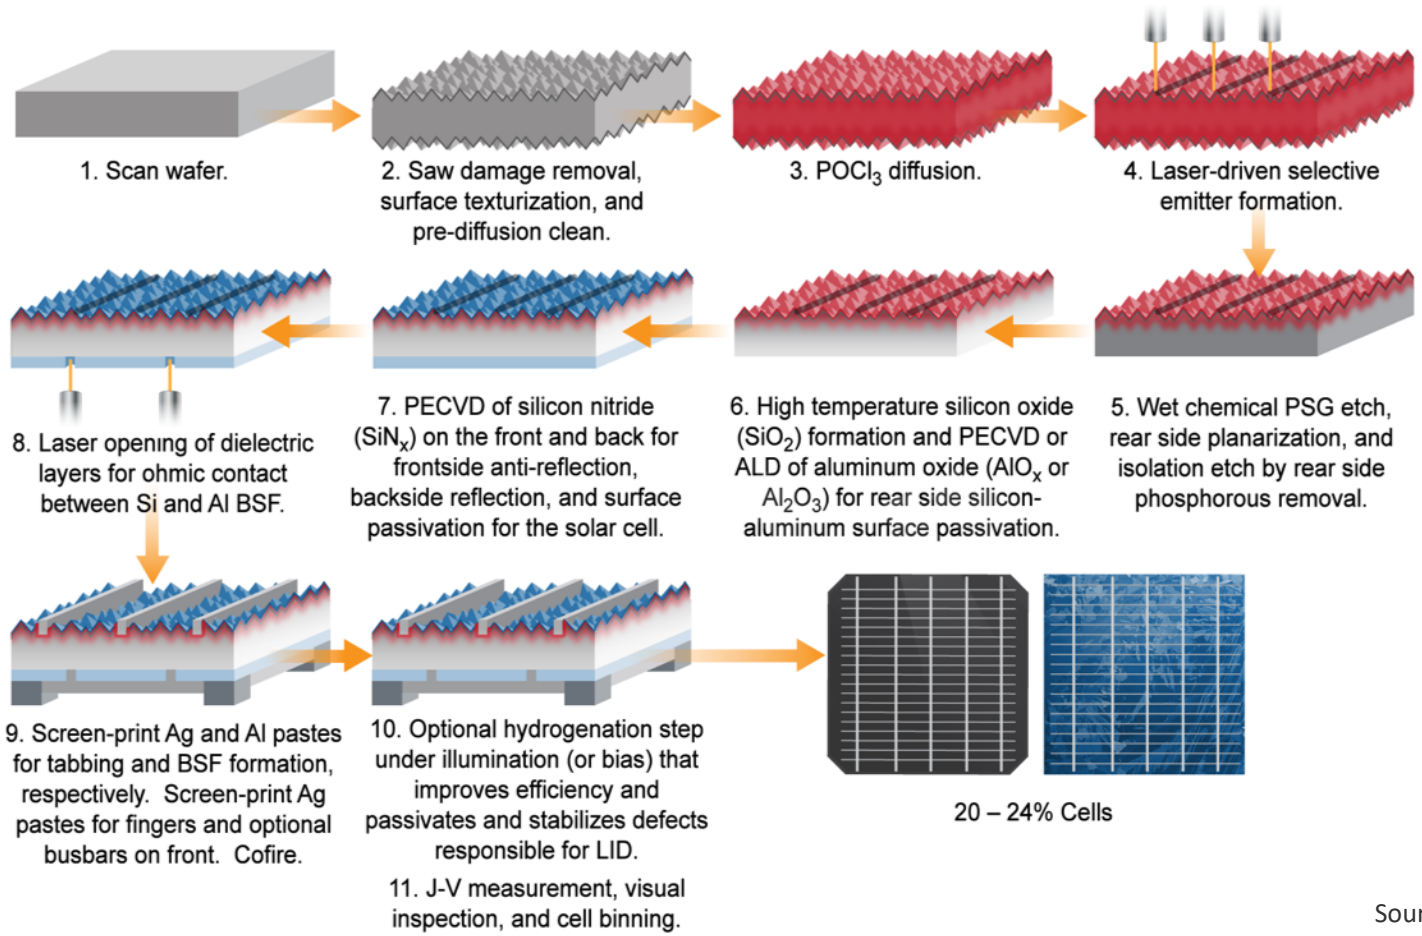 1. Scan wafer.
2. Saw damage removal,
surface texturization, and
pre-diffusion clean.
3. POCl₃ diffusion.
4. Laser-driven selective
emitter formation.
5. Wet chemical PSG etch,
rear side planarization, and
isolation etch by rear side
phosphorous removal.
6. High temperature silicon oxide
(SiO₂) formation and PECVD or
ALD of aluminum oxide (AlOₓ or
Al₂O₃) for rear side silicon-
aluminum surface passivation.
7. PECVD of silicon nitride
(SiNₓ) on the front and back for
frontside anti-reflection,
backside reflection, and surface
passivation for the solar cell.
8. Laser opening of dielectric
layers for ohmic contact
between Si and Al BSF.
9. Screen-print Ag and Al pastes
for tabbing and BSF formation,
respectively. Screen-print Ag
pastes for fingers and optional
busbars on front. Cofire.
10. Optional hydrogenation step
under illumination (or bias) that
improves efficiency and
passivates and stabilizes defects
responsible for LID.
11. J-V measurement, visual
inspection, and cell binning.
20 – 24% Cells